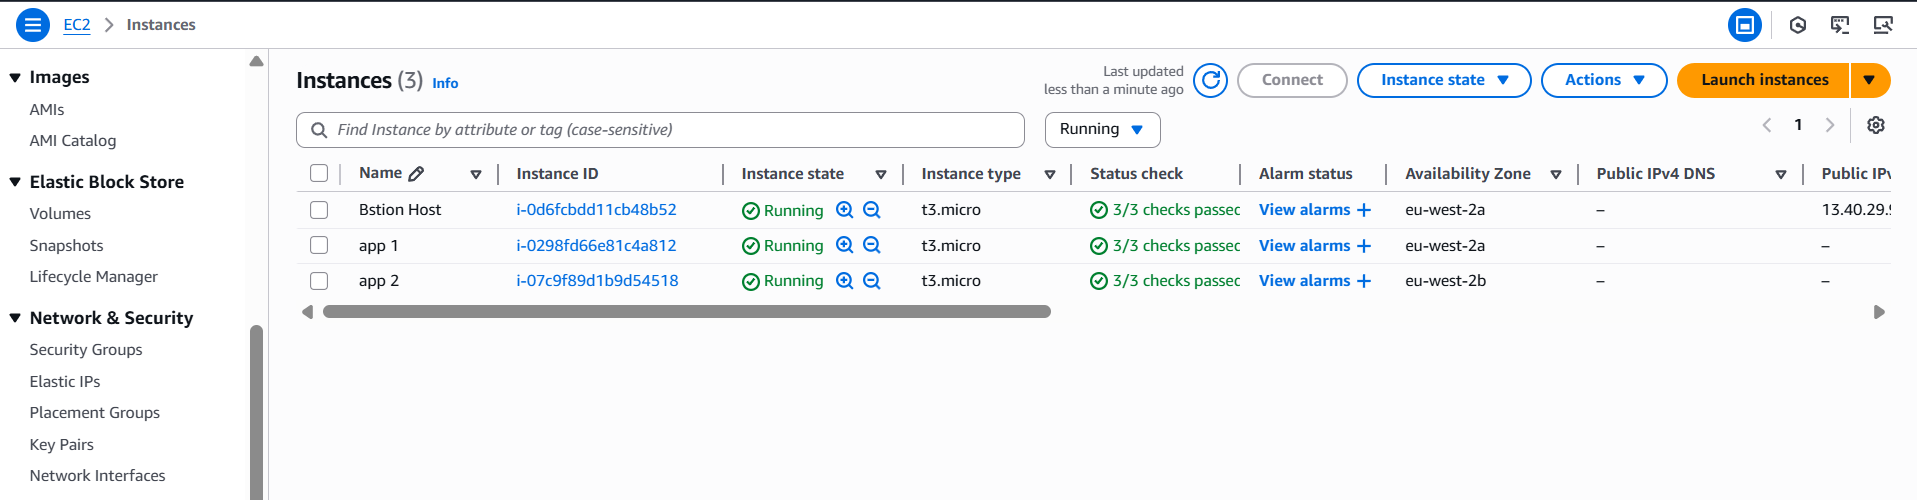 EC2 > Instances
Images
AMIs
AMI Catalog
Elastic Block Store
Volumes
Snapshots
Lifecycle Manager
Network & Security
Security Groups
Elastic IPs
Placement Groups
Key Pairs
Network Interfaces
Instances (3) Info
Last updated
less than a minute ago
Connect
Instance state
Actions
Launch instances
Find Instance by attribute or tag (case-sensitive)
Running
1
Name Instance ID Instance state Instance type Status check Alarm status Availability Zone Public IPv4 DNS Public IPv
Bstion Host i-0d6fcbdd11cb48b52 Running t3.micro 3/3 checks passec View alarms + eu-west-2a – 13.40.29.9
app 1 i-0298fd66e81c4a812 Running t3.micro 3/3 checks passec View alarms + eu-west-2a – –
app 2 i-07c9f89d1b9d54518 Running t3.micro 3/3 checks passec View alarms + eu-west-2b – –